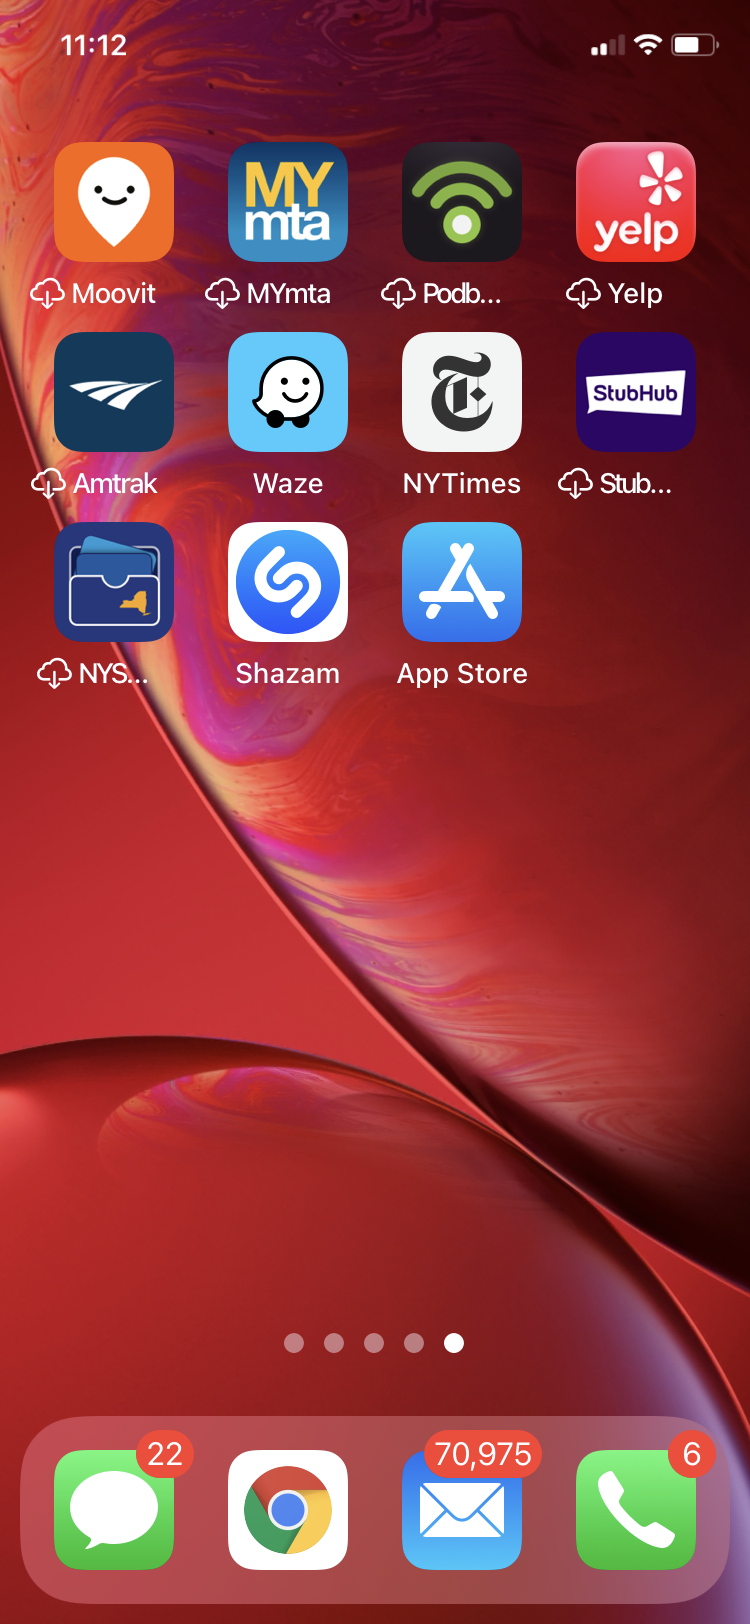 11:12
MY
mta
yelp
Moovit MYmta Podb... Yelp
StubHub
Amtrak Waze NYTimes Stub...
NYS... Shazam App Store
22 70,975 6